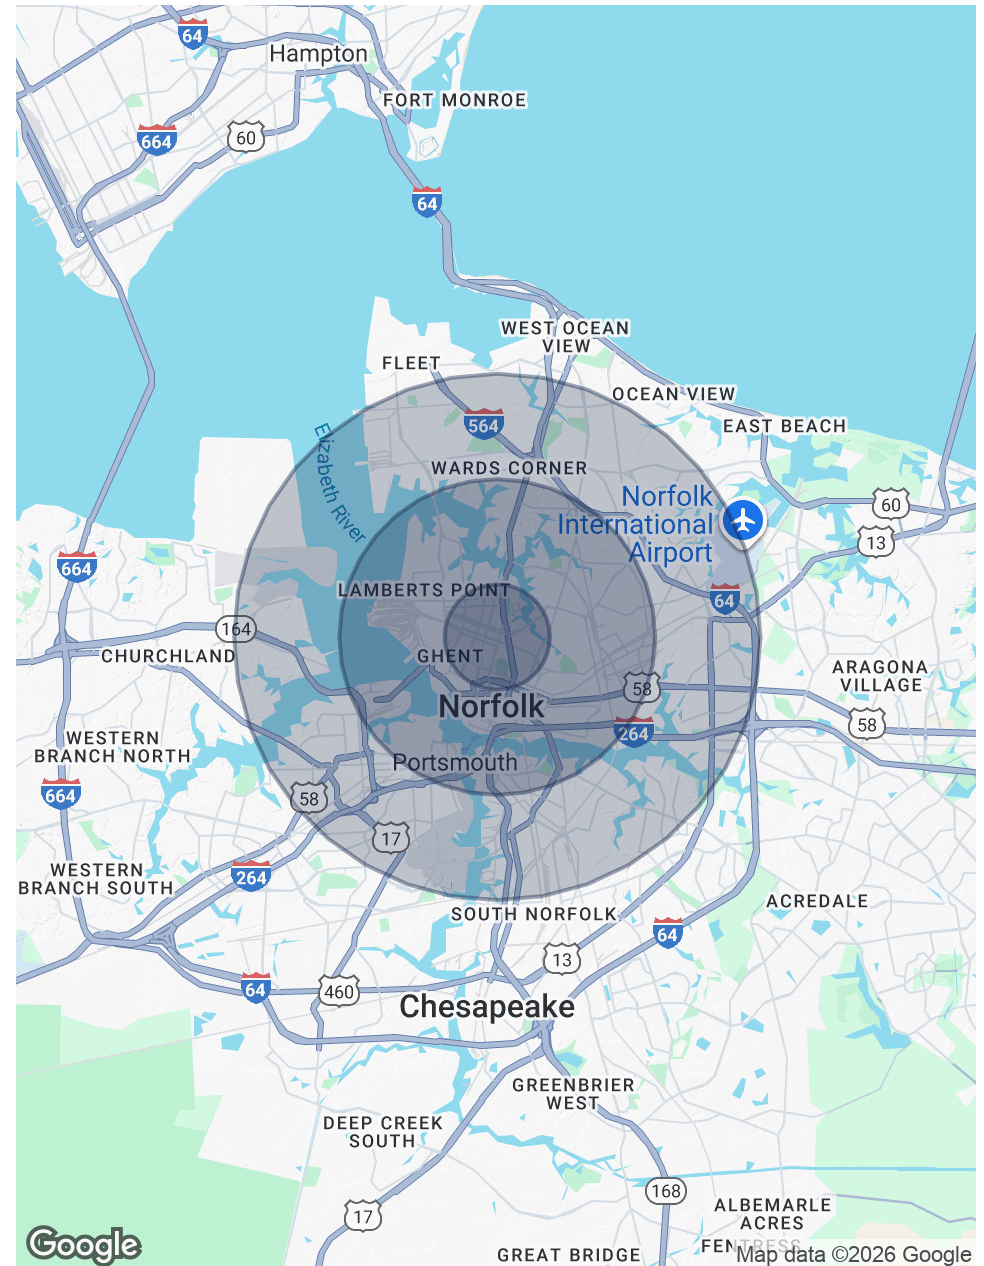 64
Hampton
FORT MONROE
664
60
64
WEST OCEAN
VIEW
FLEET
OCEAN VIEW
564
EAST BEACH
Elizabeth River
WARDS CORNER
Norfolk
International
Airport
60
13
664
LAMBERTS POINT
64
164
CHURCHLAND
GHENT
ARAGONA
VILLAGE
58
Norfolk
58
264
WESTERN
BRANCH NORTH
Portsmouth
664
58
17
WESTERN
BRANCH SOUTH
264
ACREDALE
SOUTH NORFOLK
64
13
64
460
Chesapeake
GREENBRIER
WEST
DEEP CREEK
SOUTH
168
17
ALBEMARLE
ACRES
FENTRESS
GREAT BRIDGE
Google
Map data ©2026 Google